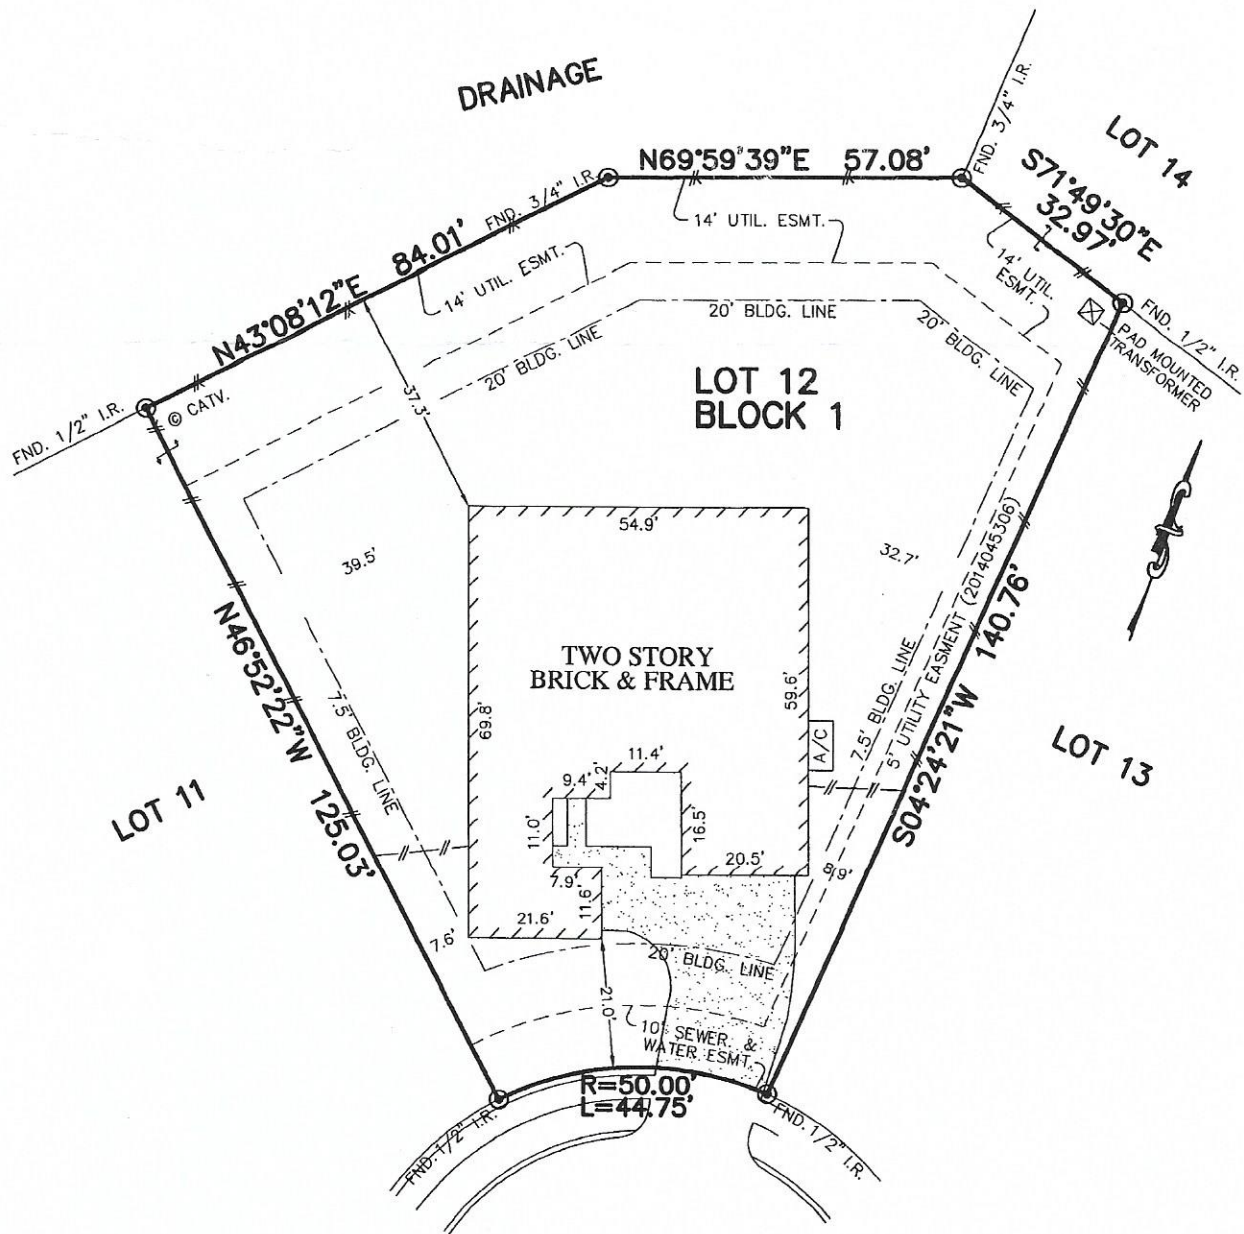 DRAINAGE
FND. 3/4" I.R.
LOT 14
N69°59'39"E 57.08'
S71°49'30"E
32.97'
FND. 3/4" I.R.
84.01'
N43°08'12"E
14' UTIL. ESMT.
14' UTIL. ESMT.
14' UTIL.
ESMT.
FND. 1/2" I.R.
PAD MOUNTED
TRANSFORMER
20' BLDG. LINE
20' BLDG. LINE
20' BLDG. LINE
FND. 1/2" I.R.
© CATV.
37.3'
LOT 12
BLOCK 1
54.9'
39.5'
32.7'
5' UTILITY EASMENT (2014045306)
140.76'
S04°24'21"W
N46°52'22"W
125.03'
7.5' BLDG. LINE
7.5' BLDG. LINE
TWO STORY
BRICK & FRAME
69.8'
59.6'
A/C
LOT 13
LOT 11
11.4'
9.4'
4.2'
11.0'
16.5'
20.5'
7.9'
11.6'
21.6'
8.9'
7.6'
20' BLDG. LINE
21.0'
10' SEWER. &
WATER ESMT.
R=50.00'
L=44.75'
FND. 1/2" I.R.
FND. 1/2" I.R.